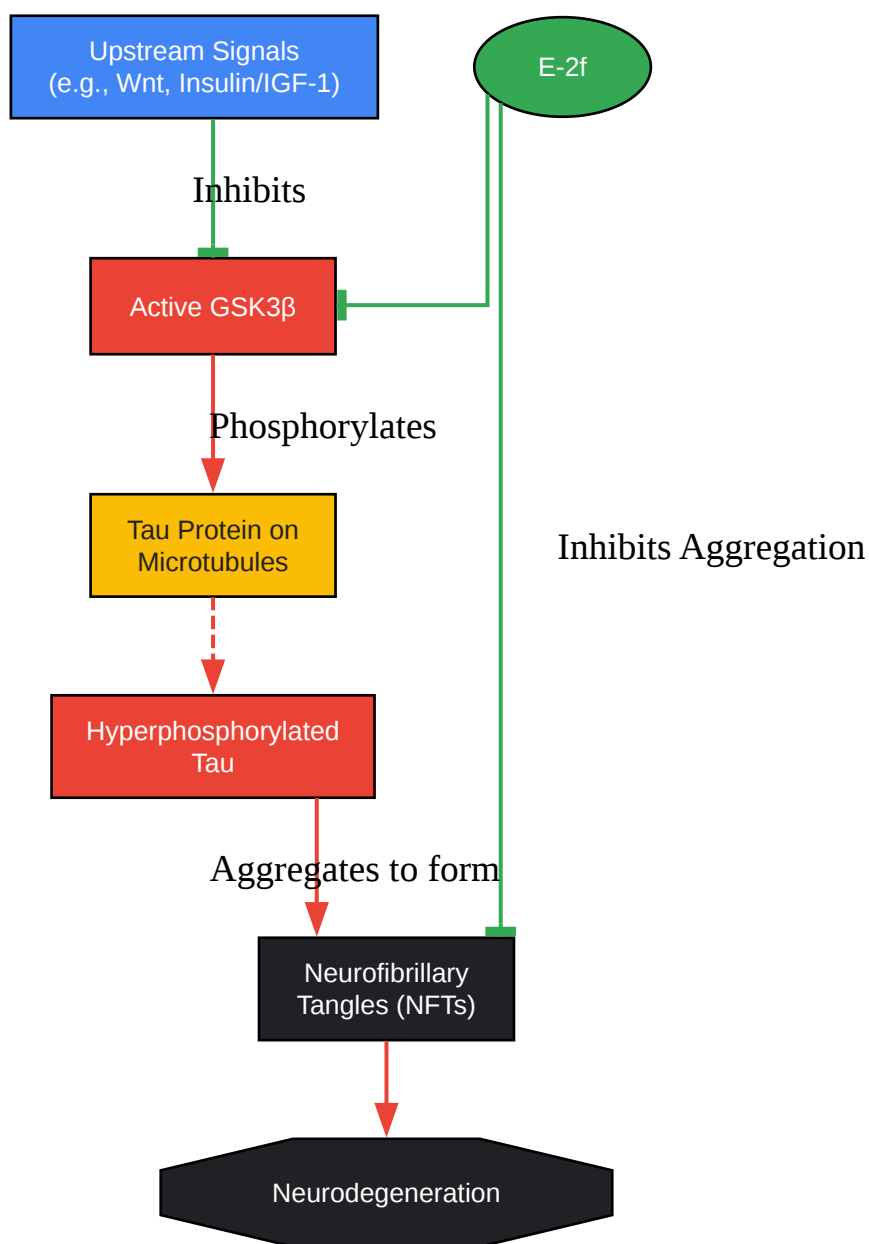 Upstream Signals
(e.g., Wnt, Insulin/IGF-1)
E-2f
Inhibits
Active GSK3β
Phosphorylates
Tau Protein on
Microtubules
Inhibits Aggregation
Hyperphosphorylated
Tau
Aggregates to form
Neurofibrillary
Tangles (NFTs)
Neurodegeneration